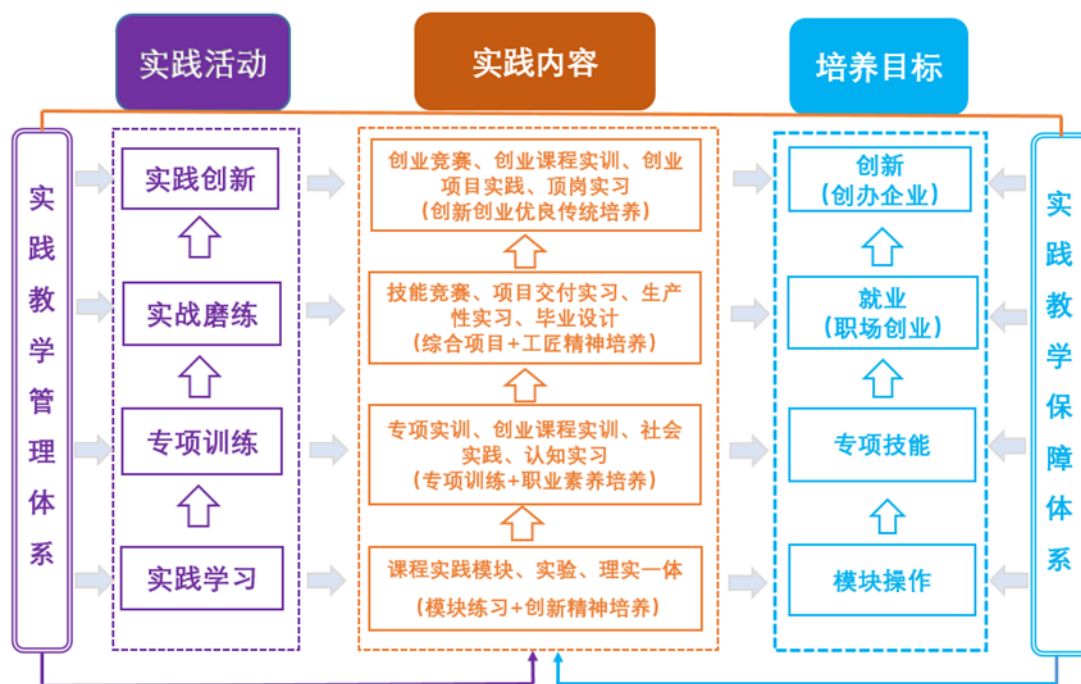 实践活动
实践内容
培养目标
实践教学管理体系
实践创新
创业竞赛、创业课程实训、创业
项目实践、顶岗实习
(创新创业优良传统培养)
创新
(创办企业)
实战磨练
技能竞赛、项目交付实习、生产
性实习、毕业设计
(综合项目+工匠精神培养)
就业
(职场创业)
专项训练
专项实训、创业课程实训、社会
实践、认知实习
(专项训练+职业素养培养)
专项技能
实践学习
课程实践模块、实验、理实一体
(模块练习+创新精神培养)
模块操作
实践教学保障体系